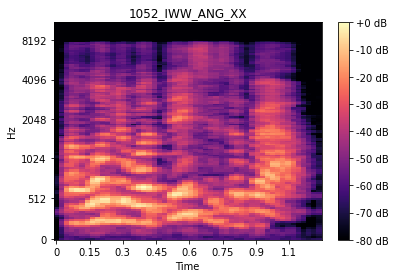 1052_IWW_ANG_XX
+0 dB
8192
-10 dB
4096
-20 dB
-30 dB
2048
Hz
-40 dB
1024
-50 dB
512
-60 dB
-70 dB
0
-80 dB
0 0.15 0.3 0.45 0.6 0.75 0.9 1.1
Time